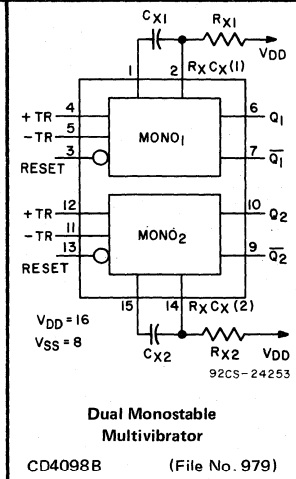 CX1 RX1
VDD
1 2 RXCX(1)
+TR 4 6 Q1
-TR 5 MONO1
3 7 Q1
RESET
+TR 12 10 Q2
-TR 11 MONO2
13 9 Q2
RESET
15 14 RXCX(2)
VDD = 16
VSS = 8
CX2 RX2 VDD
92CS-24253
Dual Monostable
Multivibrator
CD4098B (File No. 979)